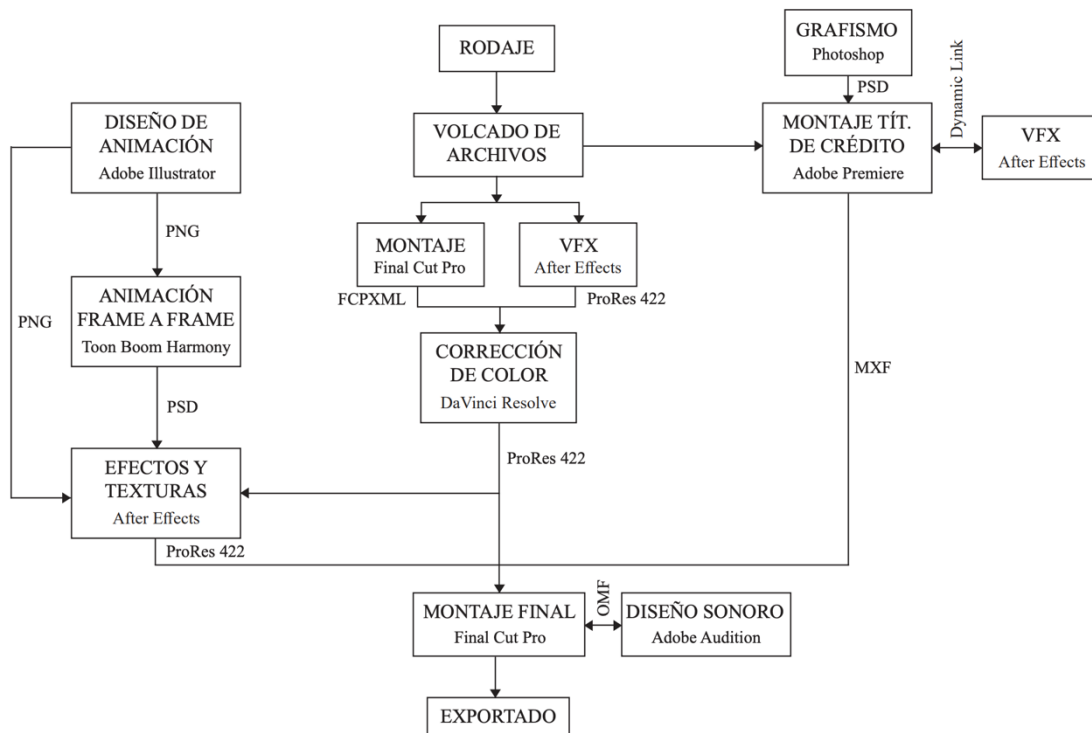 RODAJE
GRAFISMO
Photoshop
PSD
Dynamic Link
DISEÑO DE
ANIMACIÓN
Adobe Illustrator
VOLCADO DE
ARCHIVOS
MONTAJE TÍT.
DE CRÉDITO
Adobe Premiere
VFX
After Effects
PNG
MONTAJE
Final Cut Pro
VFX
After Effects
FCPXML
ProRes 422
PNG
ANIMACIÓN
FRAME A FRAME
Toon Boom Harmony
CORRECCIÓN
DE COLOR
DaVinci Resolve
MXF
PSD
ProRes 422
EFECTOS Y
TEXTURAS
After Effects
ProRes 422
MONTAJE FINAL
Final Cut Pro
OMF
DISEÑO SONORO
Adobe Audition
EXPORTADO